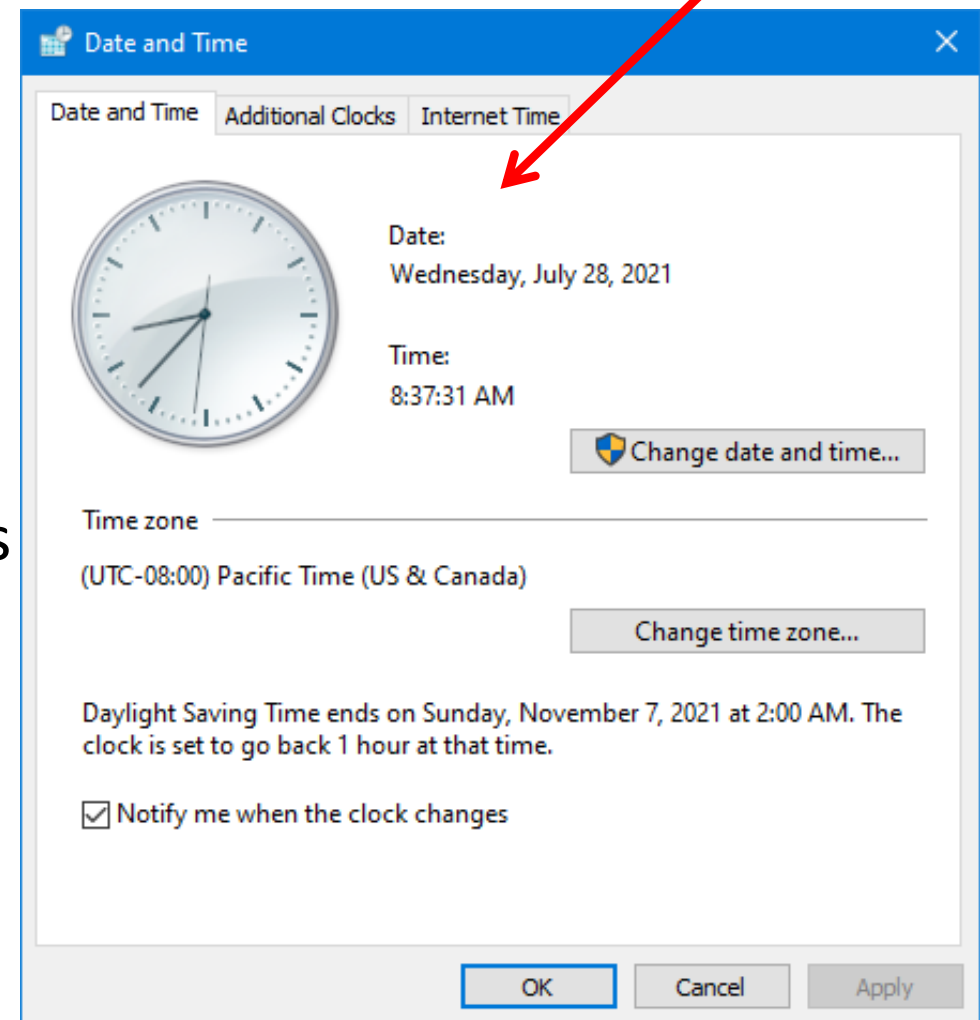 Date and Time
Date and Time Additional Clocks Internet Time
Date:
Wednesday, July 28, 2021
Time:
8:37:31 AM
Change date and time...
s
Time zone
(UTC-08:00) Pacific Time (US & Canada)
Change time zone...
Daylight Saving Time ends on Sunday, November 7, 2021 at 2:00 AM. The
clock is set to go back 1 hour at that time.
Notify me when the clock changes
OK Cancel Apply